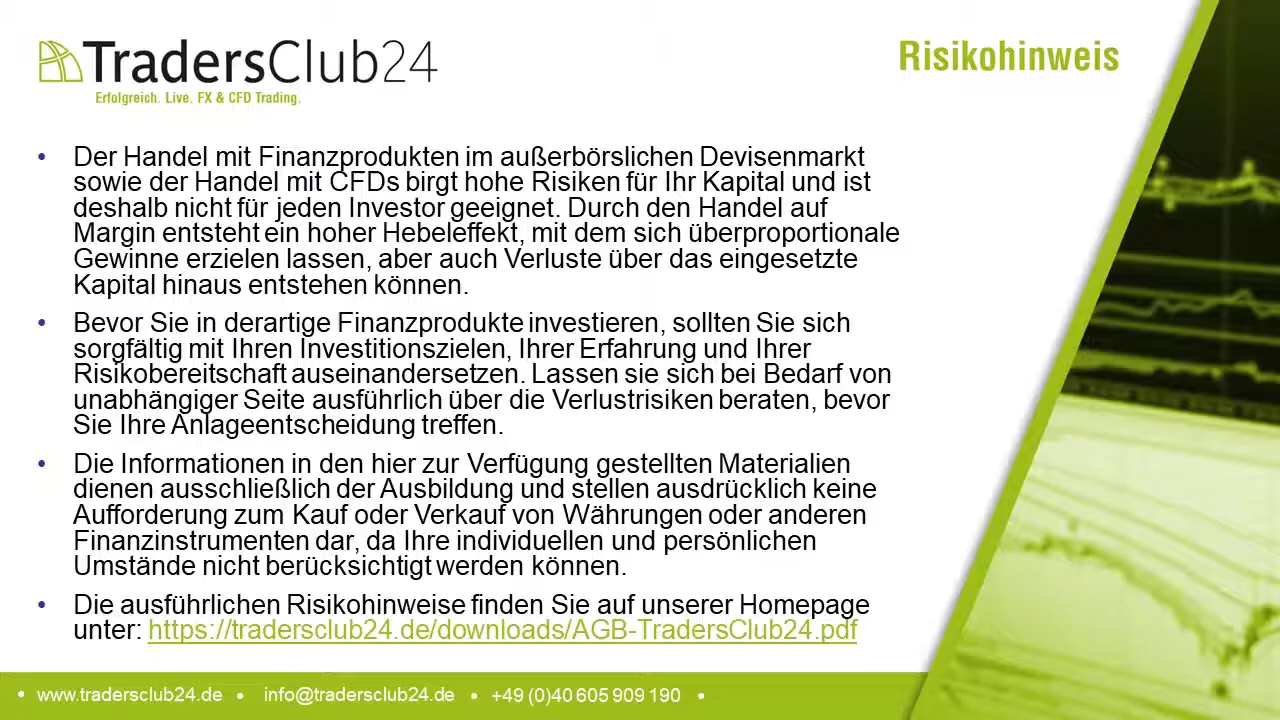 TradersClub24
Erfolgreich. Live. FX & CFD Trading.
Risikohinweis
• Der Handel mit Finanzprodukten im außerbörslichen Devisenmarkt
sowie der Handel mit CFDs birgt hohe Risiken für Ihr Kapital und ist
deshalb nicht für jeden Investor geeignet. Durch den Handel auf
Margin entsteht ein hoher Hebeleffekt, mit dem sich überproportionale
Gewinne erzielen lassen, aber auch Verluste über das eingesetzte
Kapital hinaus entstehen können.
• Bevor Sie in derartige Finanzprodukte investieren, sollten Sie sich
sorgfältig mit Ihren Investitionszielen, Ihrer Erfahrung und Ihrer
Risikobereitschaft auseinandersetzen. Lassen sie sich bei Bedarf von
unabhängiger Seite ausführlich über die Verlustrisiken beraten, bevor
Sie Ihre Anlageentscheidung treffen.
• Die Informationen in den hier zur Verfügung gestellten Materialien
dienen ausschließlich der Ausbildung und stellen ausdrücklich keine
Aufforderung zum Kauf oder Verkauf von Währungen oder anderen
Finanzinstrumenten dar, da Ihre individuellen und persönlichen
Umstände nicht berücksichtigt werden können.
• Die ausführlichen Risikohinweise finden Sie auf unserer Homepage
unter: https://tradersclub24.de/downloads/AGB-TradersClub24.pdf
• www.tradersclub24.de • info@tradersclub24.de • +49 (0)40 605 909 190 •